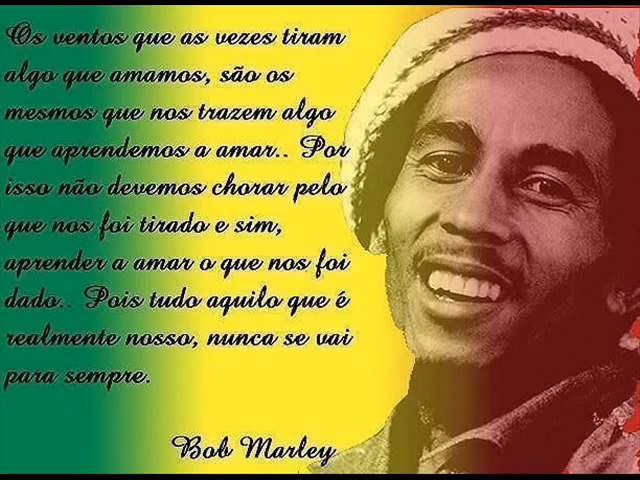 Os ventos que as vezes tiram
algo que amamos, são os
mesmos que nos trazem algo
que aprendemos a amar.. Por
isso não devemos chorar pelo
que nos foi tirado e sim,
aprender a amar o que nos foi
dado.. Pois tudo aquilo que é
realmente nosso, nunca se vai
para sempre.
Bob Marley